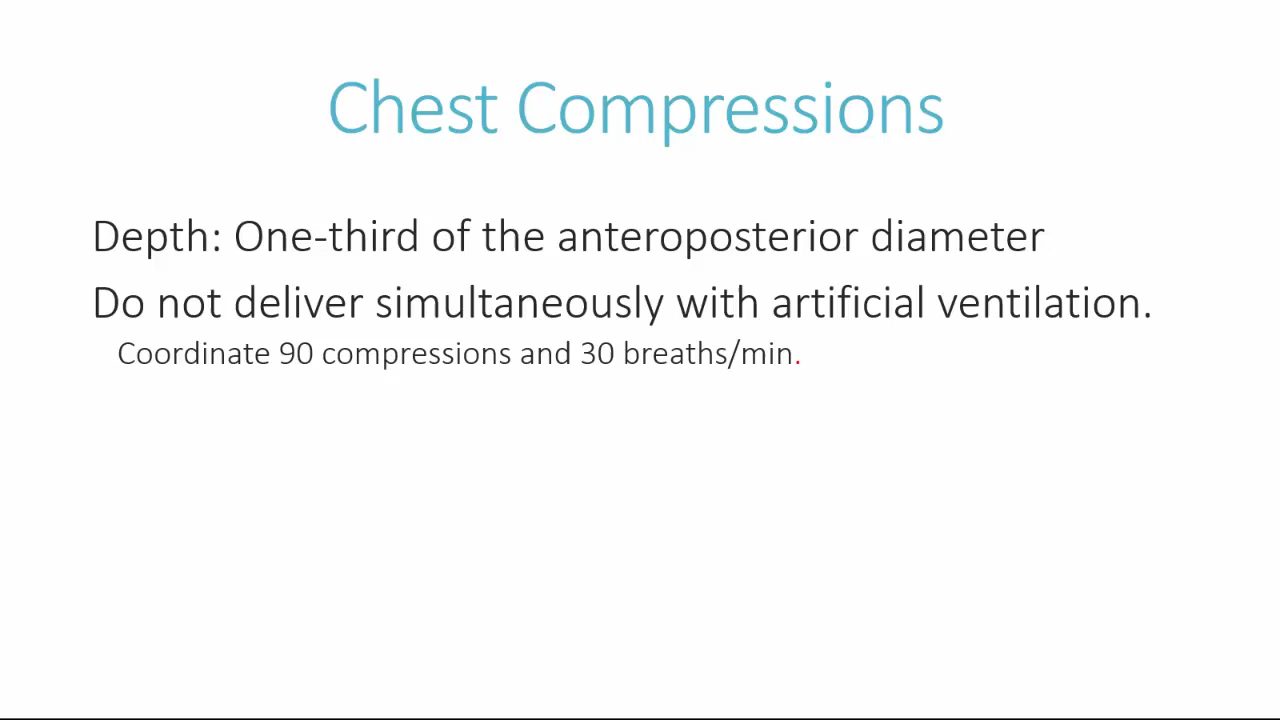 Chest Compressions
Depth: One-third of the anteroposterior diameter
Do not deliver simultaneously with artificial ventilation.
Coordinate 90 compressions and 30 breaths/min.